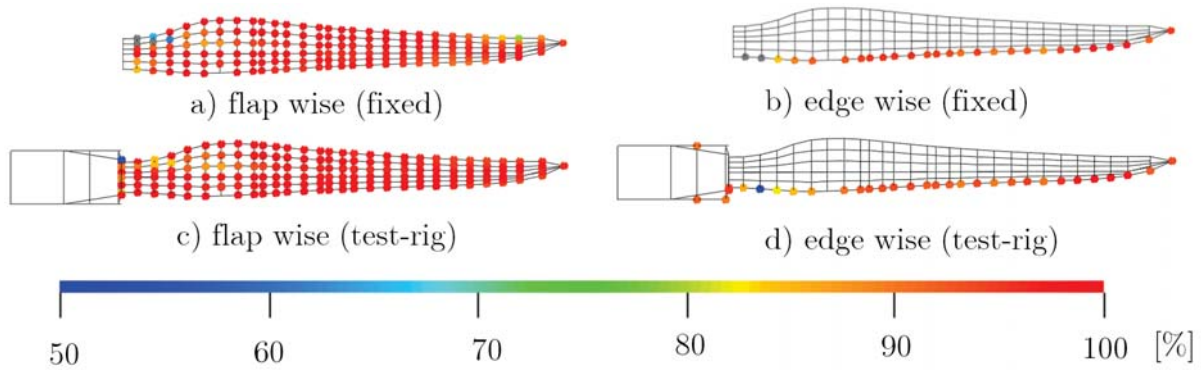 a) flap wise (fixed)
b) edge wise (fixed)
c) flap wise (test-rig)
d) edge wise (test-rig)
50 60 70 80 90 100 [%]